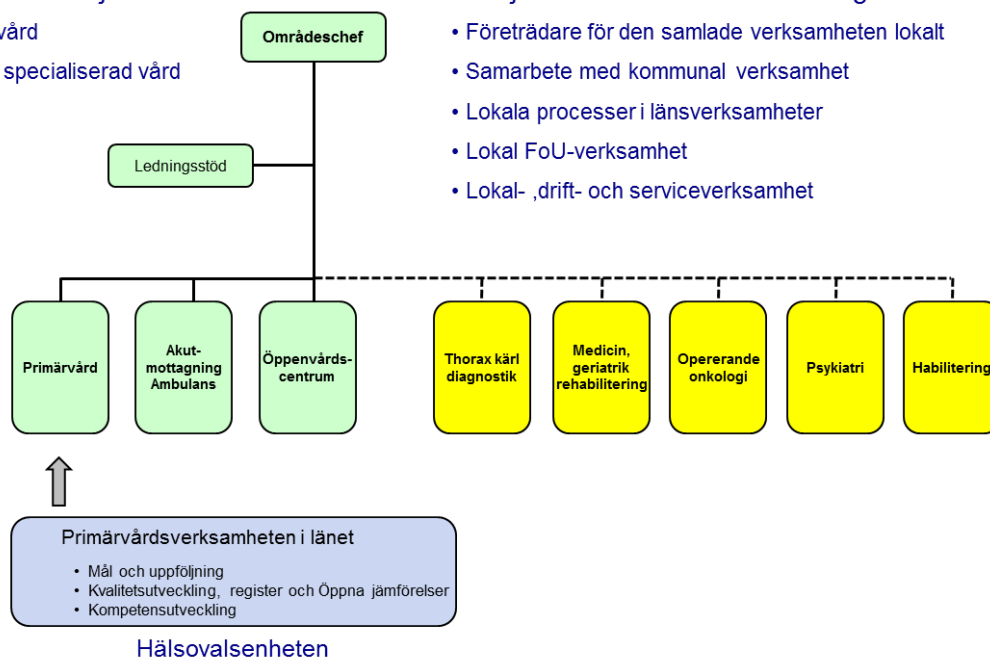 vård
specialiserad vård
Områdeschef
Ledningsstöd
• Företrädare för den samlade verksamheten lokalt
• Samarbete med kommunal verksamhet
• Lokala processer i länsverksamheter
• Lokal FoU-verksamhet
• Lokal- ,drift- och serviceverksamhet
Primärvård
Akut-
mottagning
Ambulans
Öppenvårds-
centrum
Thorax kärl
diagnostik
Medicin,
geriatrik
rehabilitering
Opererande
onkologi
Psykiatri
Habilitering
Primärvårdsverksamheten i länet
• Mål och uppföljning
• Kvalitetsutveckling, register och Öppna jämförelser
• Kompetensutveckling
Hälsovalsenheten